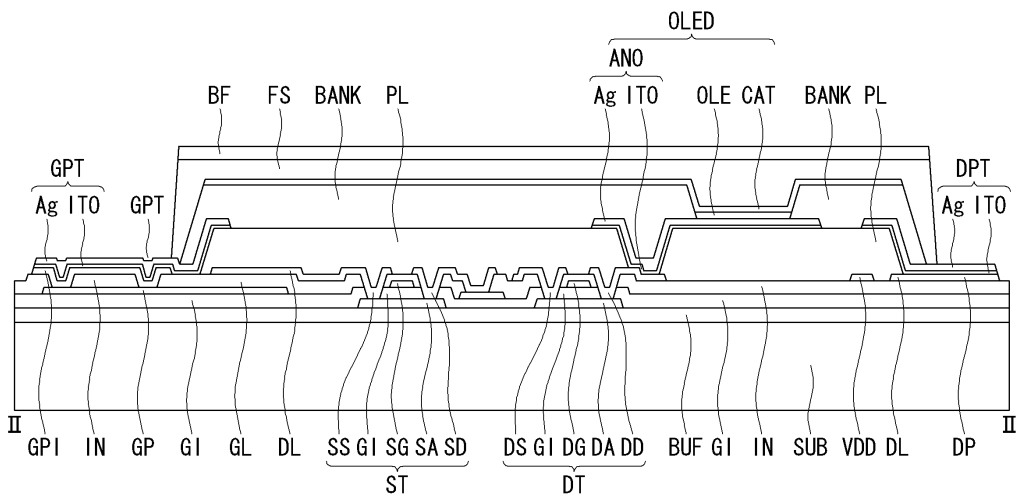 OLED
ANO
BF FS BANK PL Ag ITO OLE CAT BANK PL
GPT DPT
Ag ITO GPT Ag ITO
II II
GPI IN GP GI GL DL SS GI SG SA SD DS GI DG DA DD BUF GI IN SUB VDD DL DP
ST DT